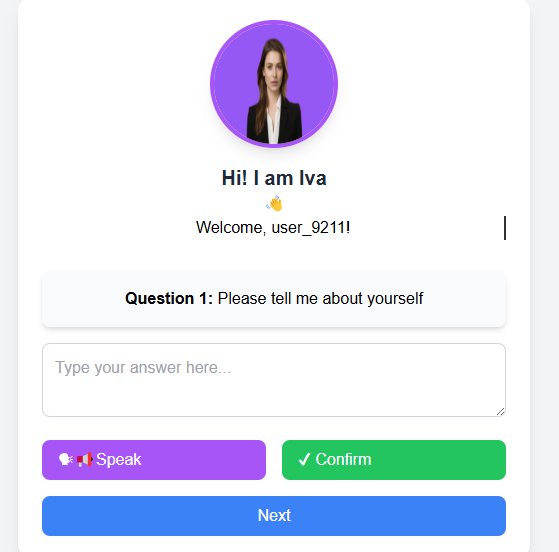 Hi! I am Iva
👋
Welcome, user_9211!
Question 1: Please tell me about yourself
Type your answer here...
🗣️📢 Speak
✔ Confirm
Next